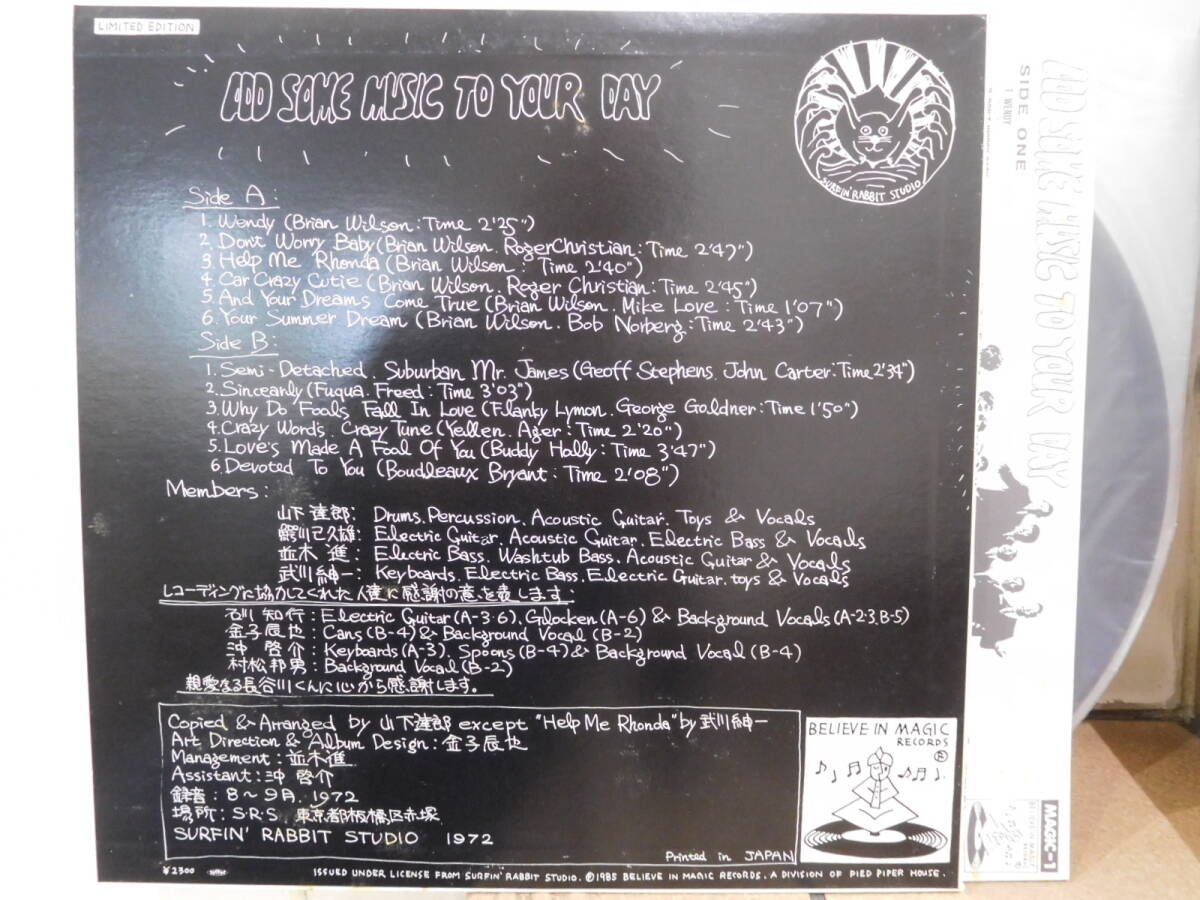 LIMITED EDITION
ADD SOME MUSIC TO YOUR DAY
SURFIN' RABBIT STUDIO
Side A:
1. Wendy (Brian Wilson: Time 2'25")
2. Dont Worry Baby (Brian Wilson. Roger Christian: Time 2'47")
3. Help Me Rhonda (Brian Wilson: Time 2'40")
4. Car Crazy Cutie (Brian Wilson. Roger Christian: Time 2'45")
5. And Your Dreams Come True (Brian Wilson. Mike Love: Time 1'07")
6. Your Summer Dream (Brian Wilson. Bob Norberg: Time 2'43")
Side B:
1. Semi-Detached. Suburban Mr. James (Geoff Stephens. John Carter: Time 2'34")
2. Sincearly (Fuqua. Freed: Time 3'03")
3. Why Do Fools Fall In Love (Flanky Lymon. George Goldner: Time 1'50")
4. Crazy Words. Crazy Tune (Yellen. Ager: Time 2'20")
5. Love's Made A Fool Of You (Buddy Holly: Time 3'47")
6. Devoted To You (Boudleaux Bryant: Time 2'08")
Members:
山下達郎: Drums. Percussion. Acoustic Guitar. Toys & Vocals
鰐川己久雄: Electric Guitar. Acoustic Guitar. Electric Bass & Vocals
並木進: Electric Bass. Washtub Bass. Acoustic Guitar & Vocals
武川紳一: Keyboards. Electric Bass. Electric Guitar. toys & Vocals
レコーディングに協力してくれた人達に感謝の意を表します:
石川知行: Electric Guitar (A-3·6). Glocken (A-6) & Background Vocals (A-2·3. B-5)
金子辰也: Cans (B-4) & Background Vocal (B-2)
沖啓介: Keyboards (A-3). Spoons (B-4) & Background Vocal (B-4)
村松邦男: Background Vocal (B-2)
親愛なる長谷川くんに心から感謝します。
Copied & Arranged by 山下達郎 except "Help Me Rhonda" by 武川紳一
Art Direction & Album Design: 金子辰也
Management: 並木進
Assistant: 沖啓介
録音: 8〜9月. 1972
場所: S·R·S 東京都板橋区赤塚
SURFIN' RABBIT STUDIO 1972
Printed in JAPAN
BELIEVE IN MAGIC
RECORDS
®
¥2300
ISSUED UNDER LICENSE FROM SURFIN' RABBIT STUDIO. ©1985 BELIEVE IN MAGIC RECORDS. A DIVISION OF PIED PIPER HOUSE.
ADD SOME MUSIC TO YOUR DAY
SIDE ONE
1. WENDY
MAGIC-1